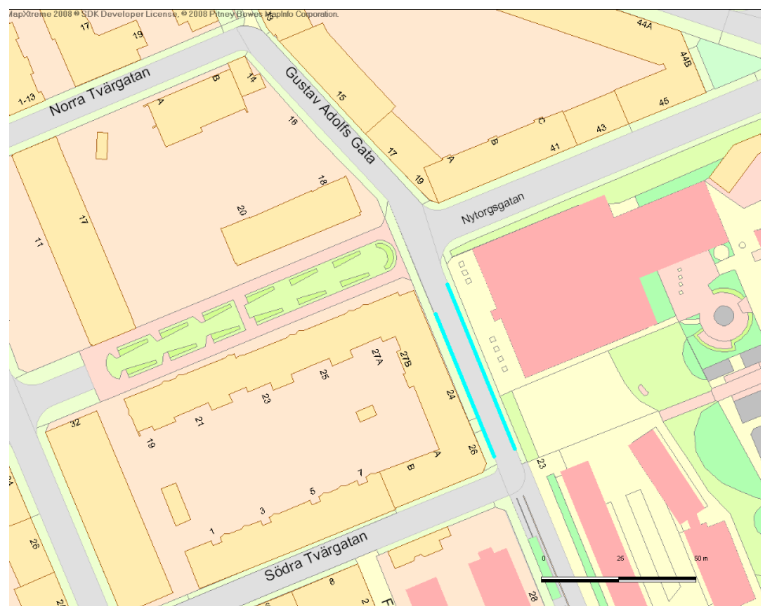 MapXtreme 2008 ® SDK Developer License. © 2008 Pitney Bowes MapInfo Corporation.
17
19
13
44A
44B
1-13
Norra Tvärgatan
A
B
14
Gustav Adolfs Gata
15
16
45
43
41
C
B
A
17
19
11
17
20
18
Nytorgsgatan
27A
27B
25
23
21
19
24
32
26
A
B
7
5
3
1
23
26
Södra Tvärgatan
8
28
0
25
50 m